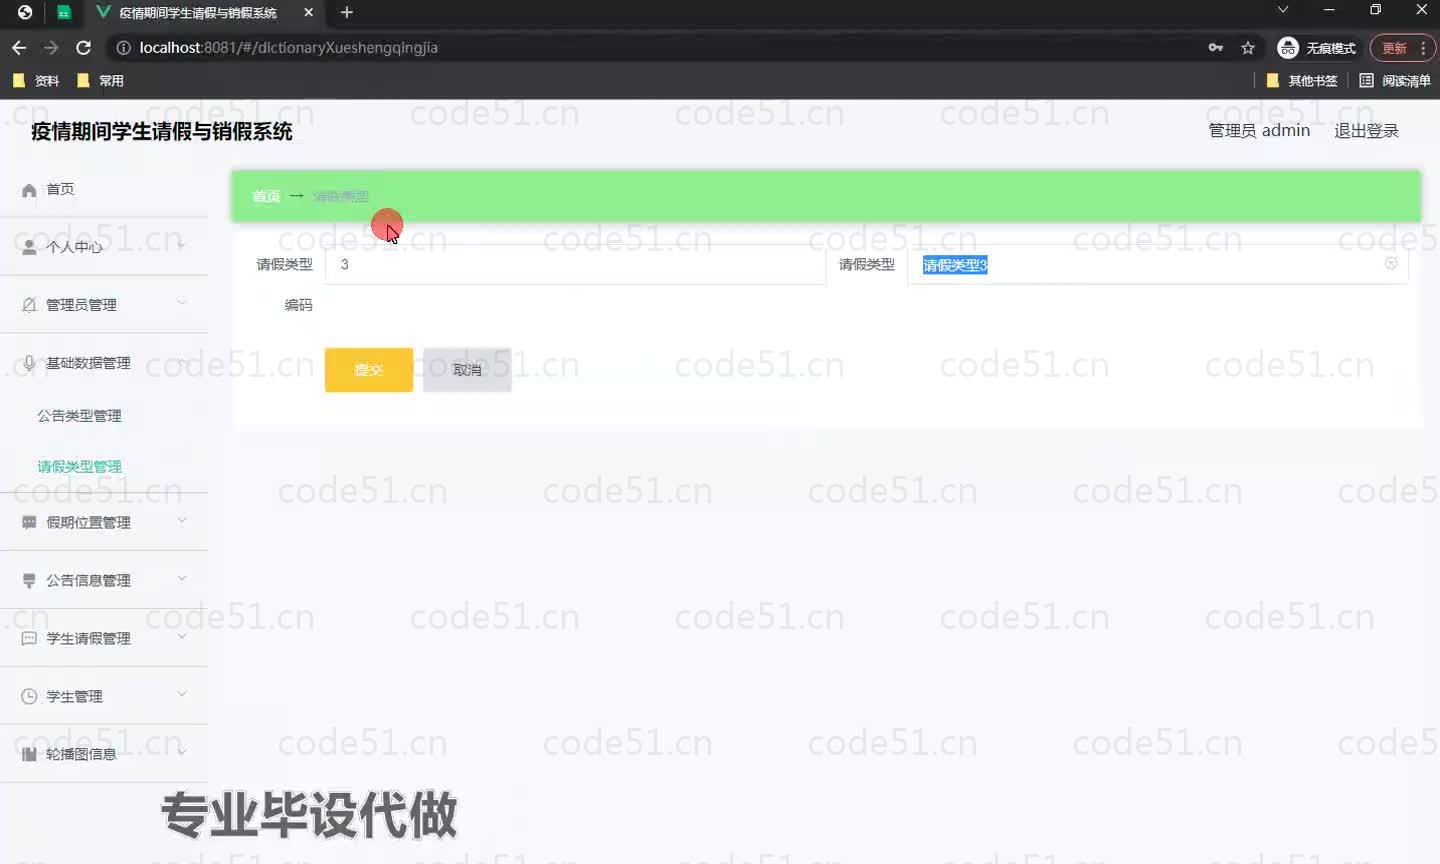 疫情期间学生请假与销假系统
localhost:8081/#/dictionaryXueshengqingjia
无痕模式
更新
资料
常用
其他书签
阅读清单
疫情期间学生请假与销假系统
管理员 admin
退出登录
首页
首页 → 请假类型
个人中心
请假类型
编码
3
请假类型
请假类型3
管理员管理
基础数据管理
提交
取消
公告类型管理
请假类型管理
假期位置管理
公告信息管理
学生请假管理
学生管理
轮播图信息
专业毕设代做
code51.cn